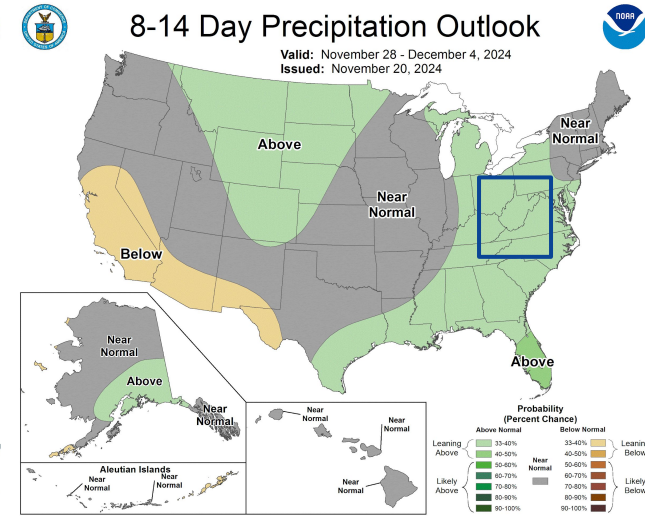 8-14 Day Precipitation Outlook
Valid: November 28 - December 4, 2024
Issued: November 20, 2024
NOAA
Above
Near
Normal
Near
Normal
Below
Above
Near
Normal
Above
Near
Normal
Aleutian Islands
Near
Normal
Near
Normal
Near
Normal
Near
Normal
Near
Normal
Probability
(Percent Chance)
Above Normal
Below Normal
Leaning
Above
33-40%
40-50%
Likely
Above
50-60%
60-70%
70-80%
80-90%
90-100%
Near
Normal
33-40%
40-50%
50-60%
60-70%
70-80%
80-90%
90-100%
Leanin
Below
Likely
Below